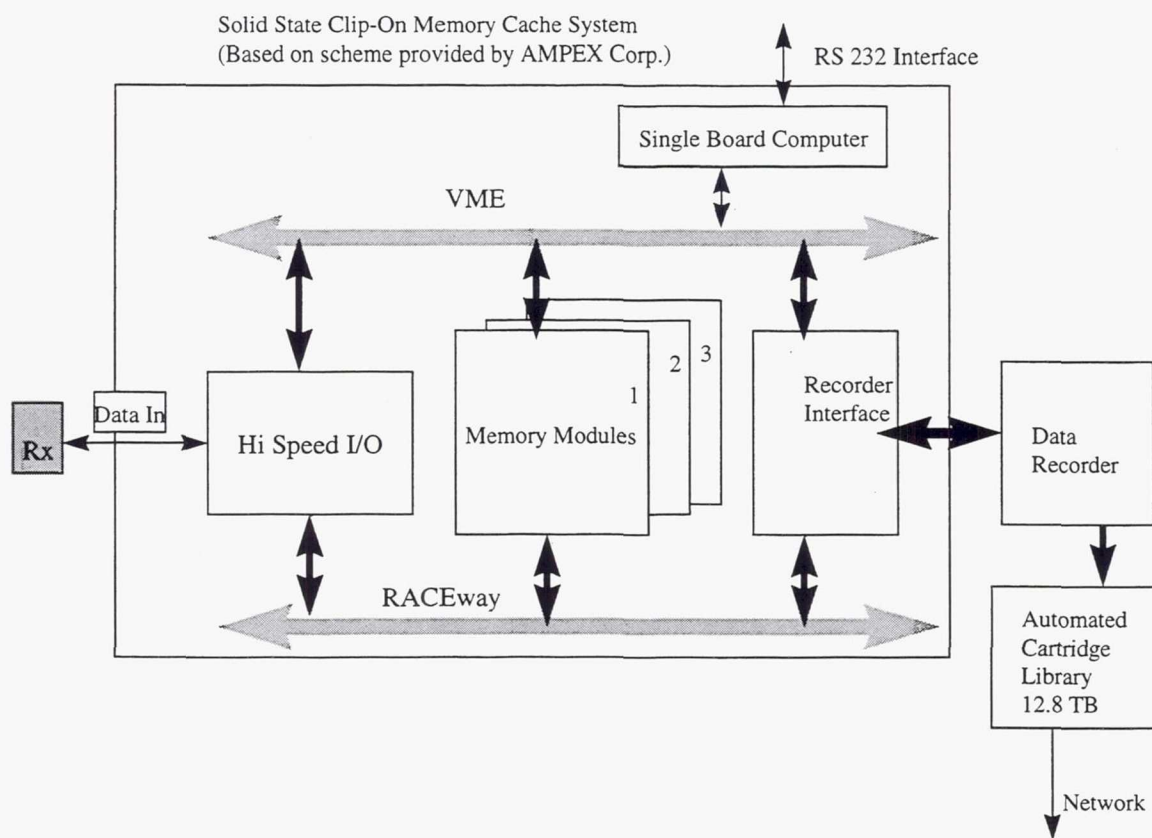 Solid State Clip-On Memory Cache System
(Based on scheme provided by AMPEX Corp.)
RS 232 Interface
Single Board Computer
VME
1
2
3
Recorder
Interface
Data In
Rx
Hi Speed I/O
Memory Modules
Data
Recorder
RACEway
Automated
Cartridge
Library
12.8 TB
Network